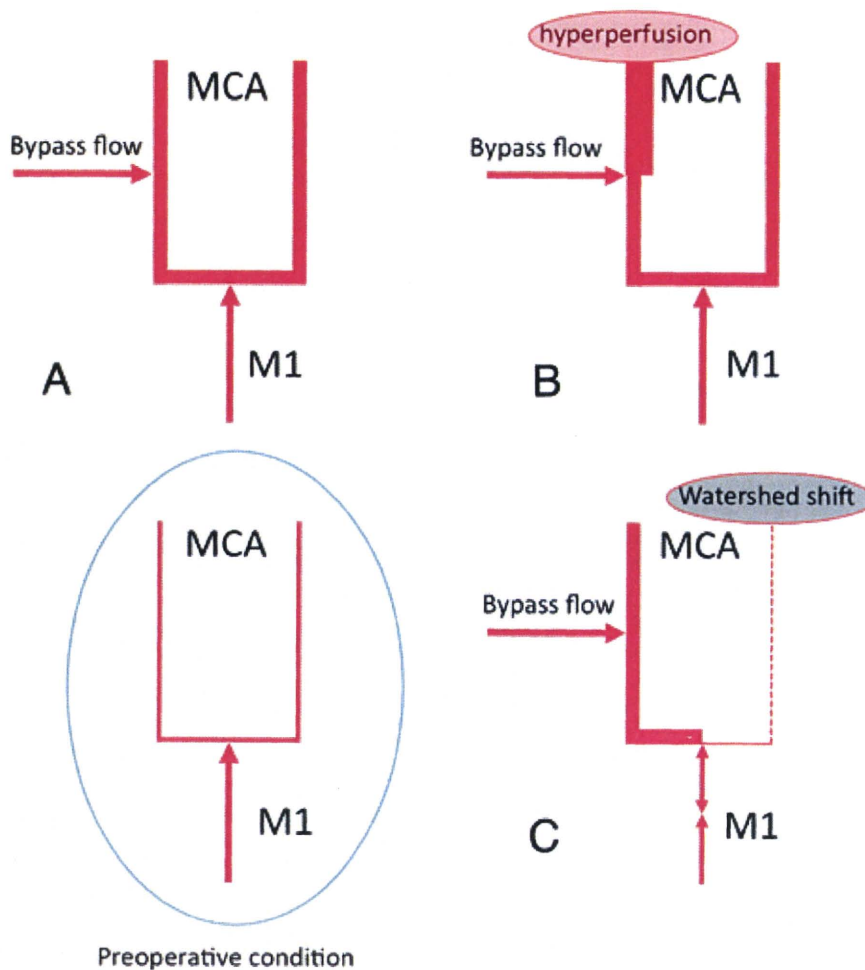 MCA
Bypass flow
M1
A
hyperperfusion
MCA
Bypass flow
M1
B
MCA
M1
Preoperative condition
Watershed shift
MCA
Bypass flow
M1
C